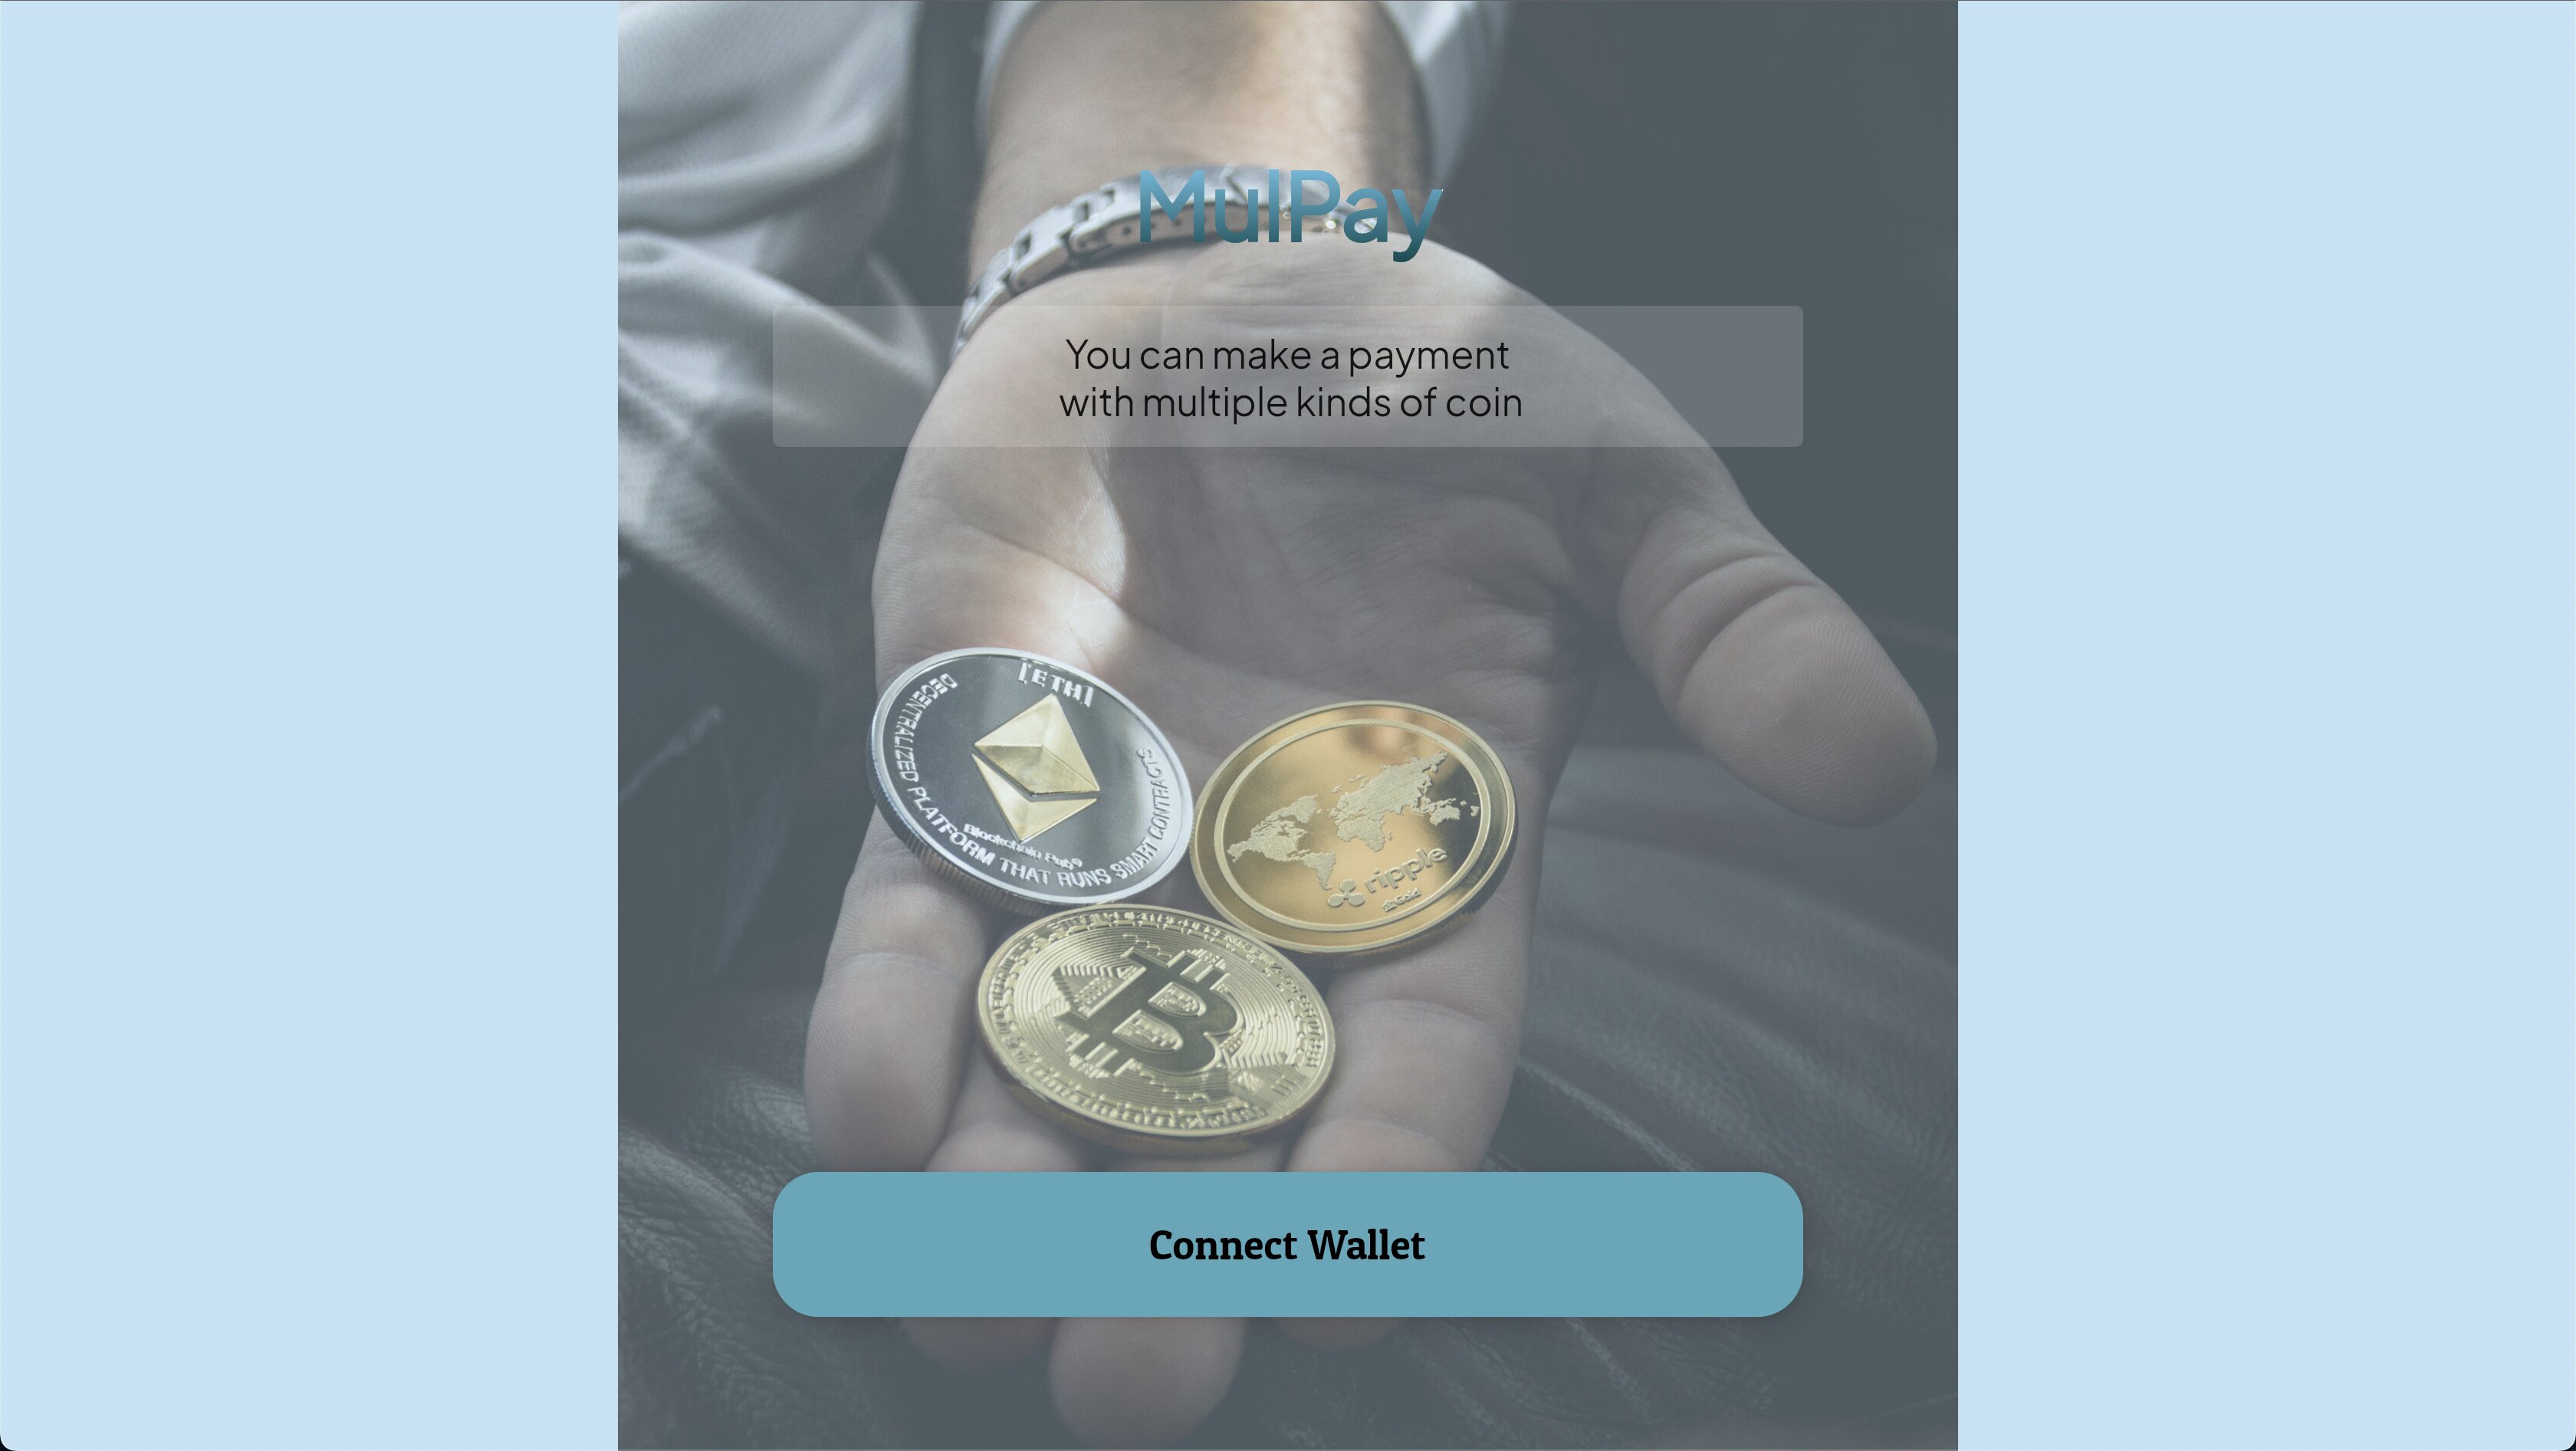 MulPay
You can make a payment
with multiple kinds of coin
[ETH]
DECENTRALIZED PLATFORM THAT RUNS SMART CONTRACTS
Blockchain Pub®
ripple
Connect Wallet